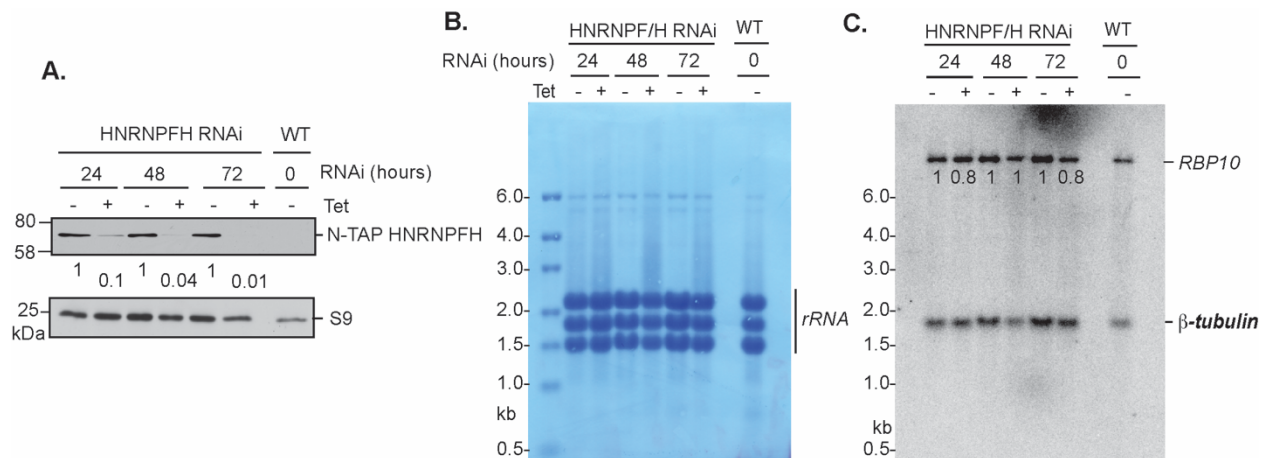 A.
HNRNPFH RNAi WT
24 48 72 0 RNAi (hours)
- + - + - + - Tet
80
58
N-TAP HNRNPFH
1 0.1 1 0.04 1 0.01
25
kDa
S9
B.
HNRNPF/H RNAi WT
RNAi (hours) 24 48 72 0
Tet - + - + - + -
6.0
4.0
3.0
2.0
1.5
1.0
kb
0.5
rRNA
C.
HNRNPF/H RNAi WT
24 48 72 0
- + - + - + -
RBP10
1 0.8 1 1 1 0.8
6.0
4.0
3.0
2.0
β-tubulin
1.5
1.0
kb
0.5